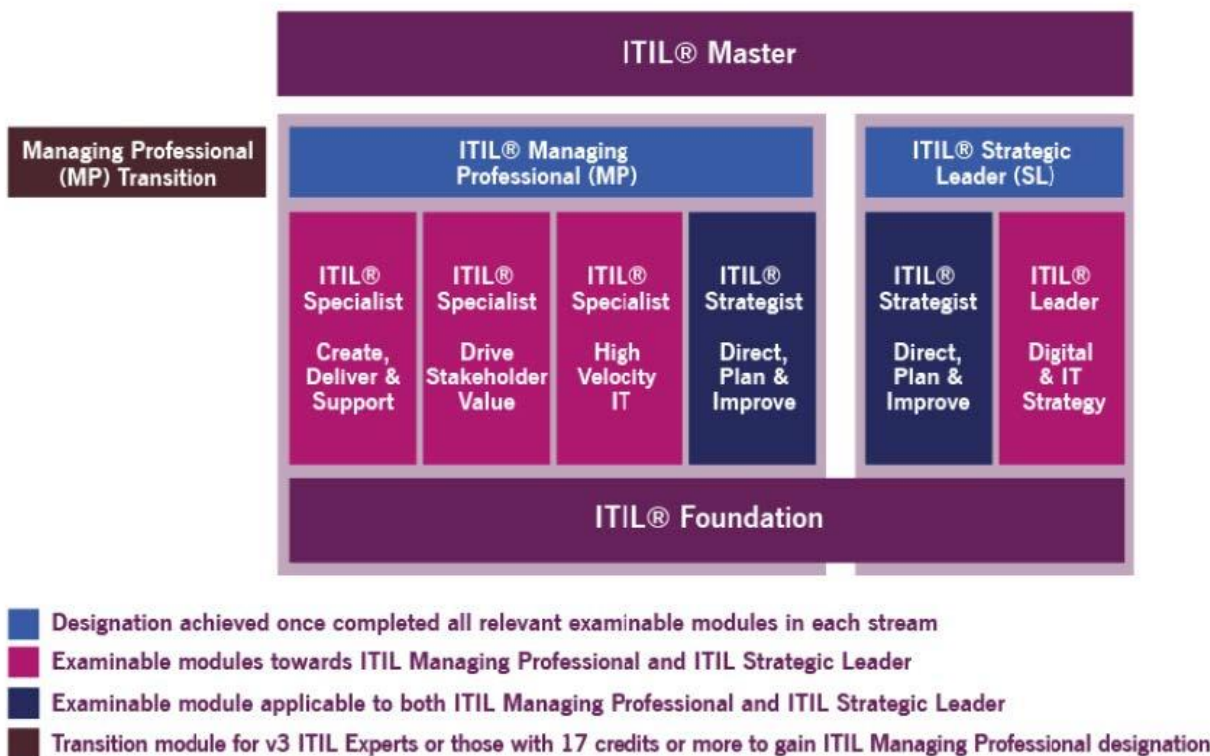 ITIL® Master
Managing Professional
(MP) Transition
ITIL® Managing
Professional (MP)
ITIL® Strategic
Leader (SL)
ITIL®
Specialist
Create,
Deliver &
Support
ITIL®
Specialist
Drive
Stakeholder
Value
ITIL®
Specialist
High
Velocity
IT
ITIL®
Strategist
Direct,
Plan &
Improve
ITIL®
Strategist
Direct,
Plan &
Improve
ITIL®
Leader
Digital
& IT
Strategy
ITIL® Foundation
Designation achieved once completed all relevant examinable modules in each stream
Examinable modules towards ITIL Managing Professional and ITIL Strategic Leader
Examinable module applicable to both ITIL Managing Professional and ITIL Strategic Leader
Transition module for v3 ITIL Experts or those with 17 credits or more to gain ITIL Managing Professional designation